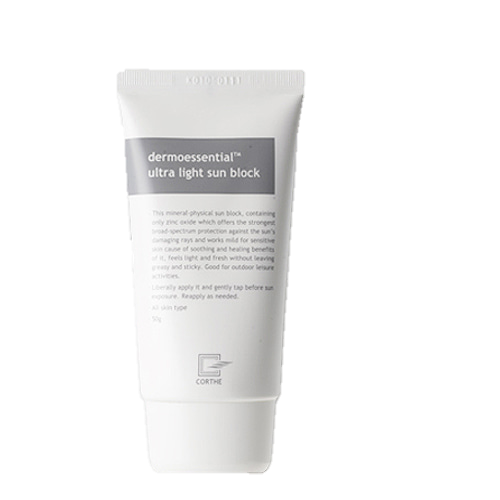 dermoessential™
ultra light sun block
This mineral physical sun block, containing
only zinc oxide which offers the strongest
broad-spectrum protection against the sun's
damaging rays and works mild for sensitive
skin cause of soothing and healing benefits
of it, feels light and fresh without leaving
greasy and sticky. Good for outdoor leisure
activities.
Liberally apply it and gently tap before sun
exposure. Reapply as needed.
All skin type
50g
CORTHE